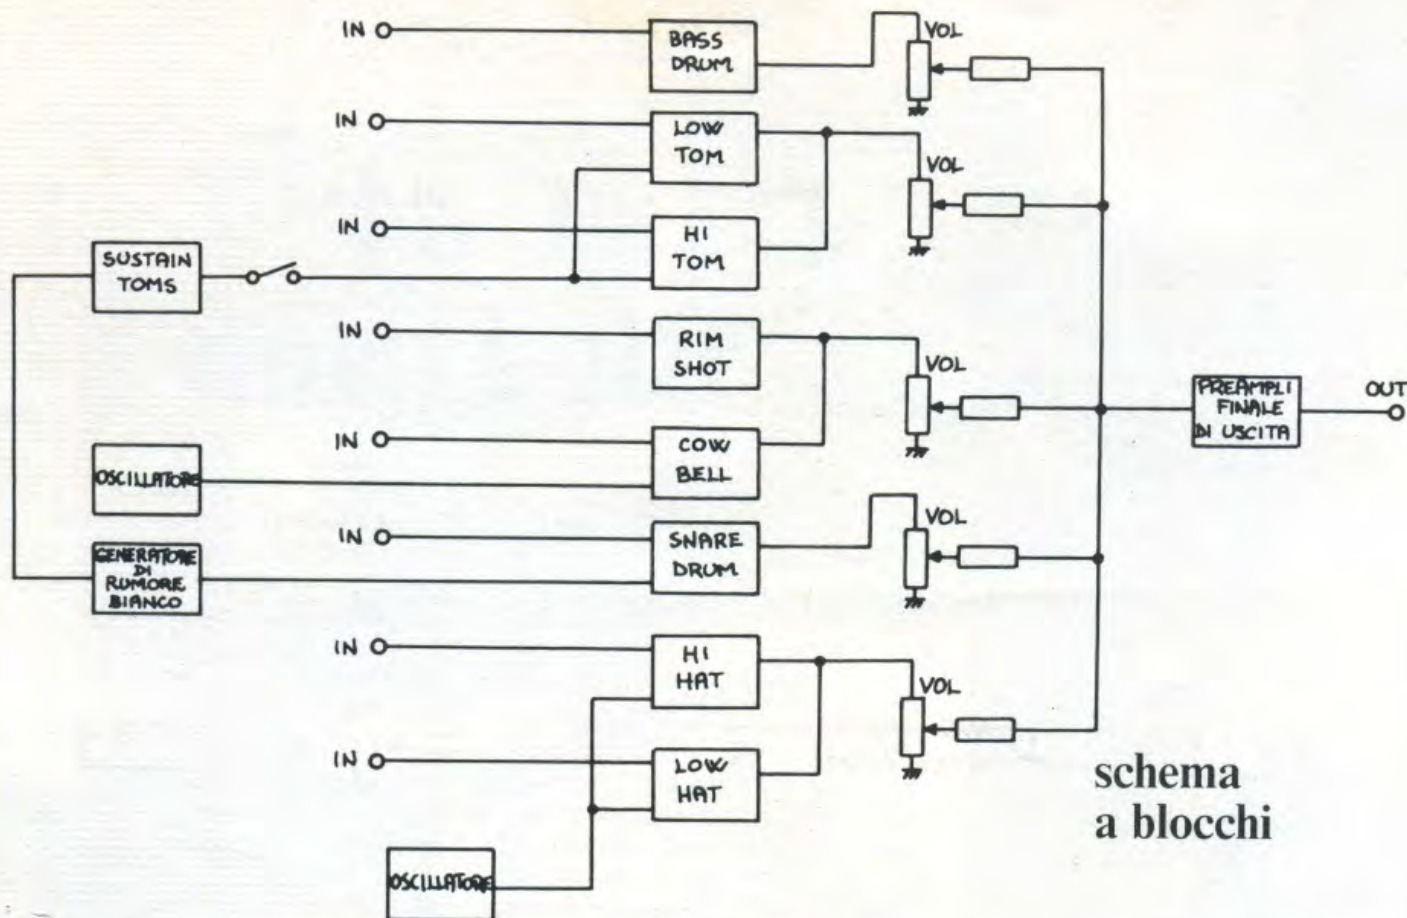 IN
BASS
DRUM
VOL
IN
LOW
TOM
VOL
IN
HI
TOM
SUSTAIN
TOMS
IN
RIM
SHOT
VOL
PREAMPLI
FINALE
DI USCITA
OUT
IN
COW
BELL
OSCILLATORE
IN
SNARE
DRUM
VOL
GENERATORE
DI
RUMORE
BIANCO
IN
HI
HAT
VOL
IN
LOW
HAT
OSCILLATORE
schema
a blocchi